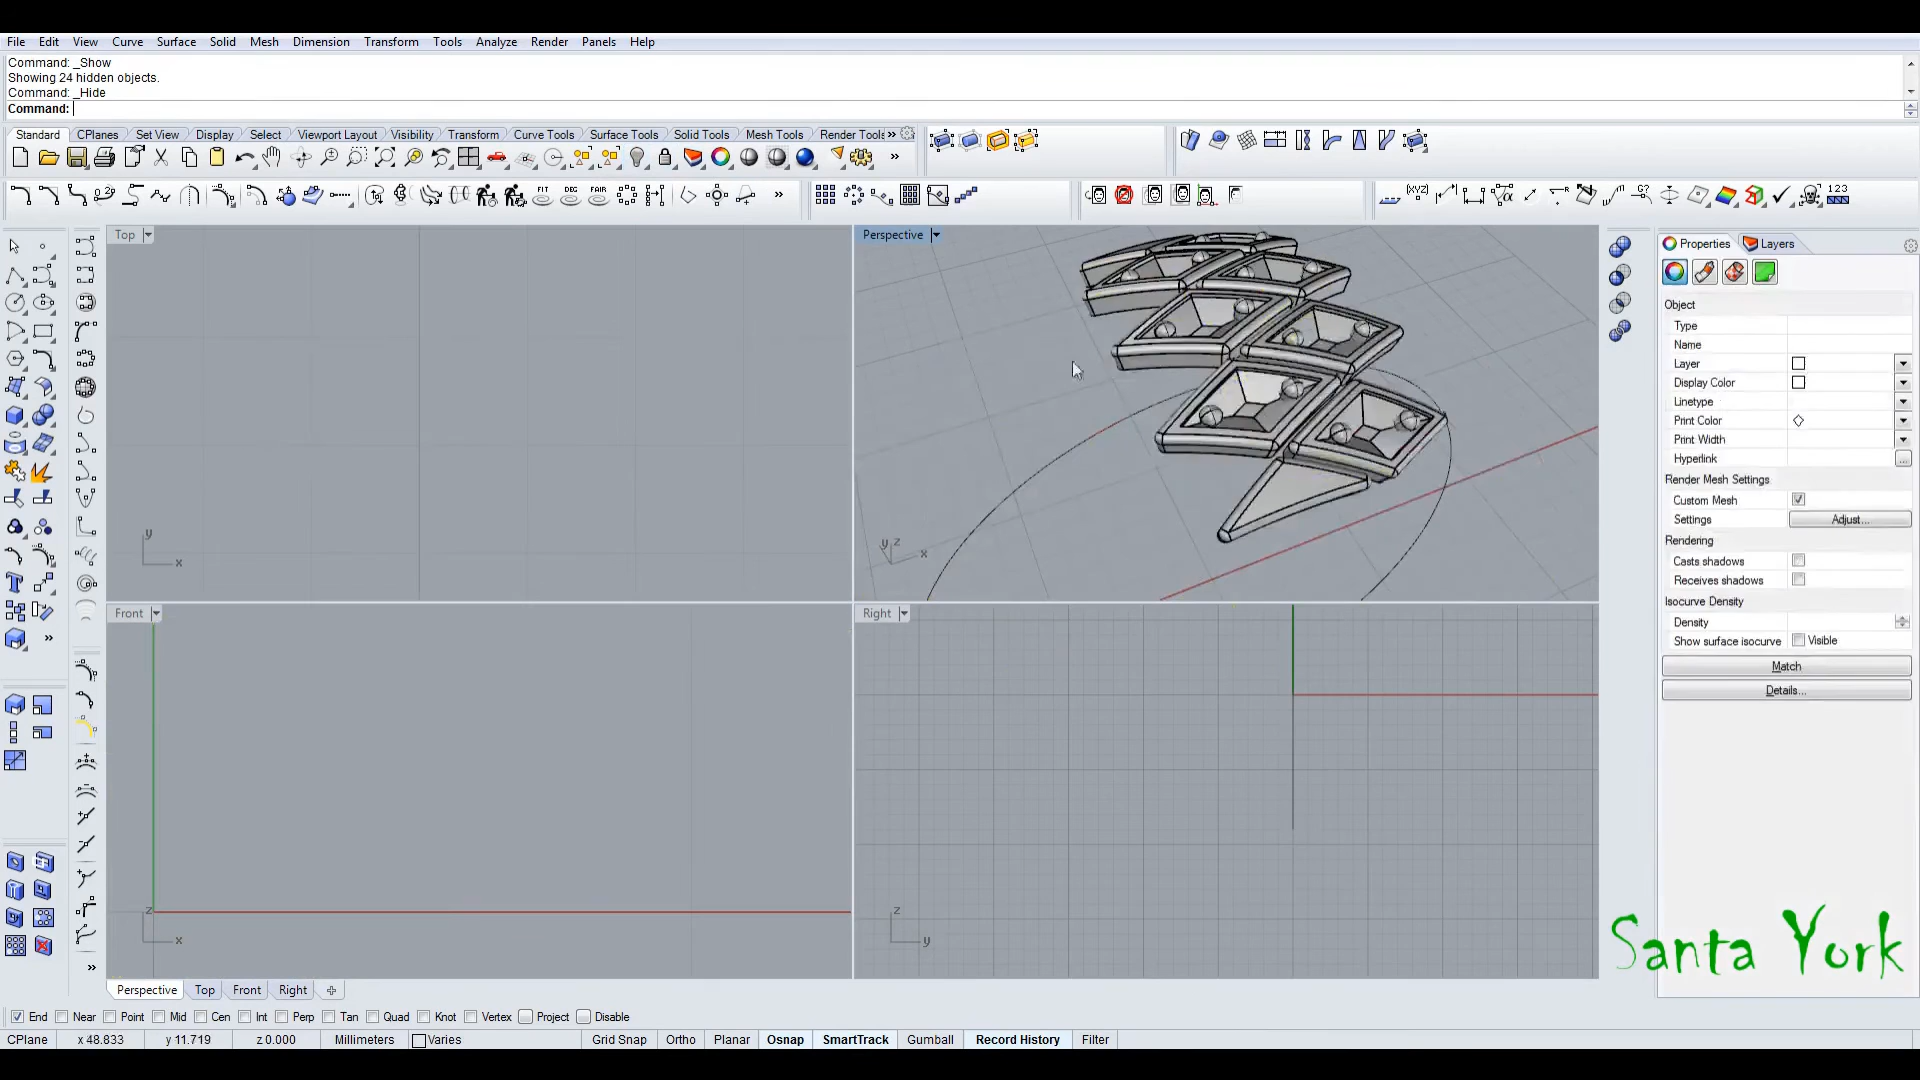 File Edit View Curve Surface Solid Mesh Dimension Transform Tools Analyze Render Panels Help
Command: _Show
Showing 24 hidden objects.
Command: _Hide
Command:
Standard CPlanes Set View Display Select Viewport Layout Visibility Transform Curve Tools Surface Tools Solid Tools Mesh Tools Render Tools »
»
FIT DEG FAIR » XYZ G? 123
Top Perspective Properties Layers
Object
Type
Name
Layer
Display Color
Linetype
Print Color
Print Width
Hyperlink ...
Render Mesh Settings
Custom Mesh
Settings Adjust...
Rendering
Casts shadows
Receives shadows
Isocurve Density
Density
Show surface isocurve Visible
Match
Details...
y x
y z x
Front Right
z x
z y
Santa York
Perspective Top Front Right
End Near Point Mid Cen Int Perp Tan Quad Knot Vertex Project Disable
CPlane x 48.833 y 11.719 z 0.000 Millimeters Varies Grid Snap Ortho Planar Osnap SmartTrack Gumball Record History Filter